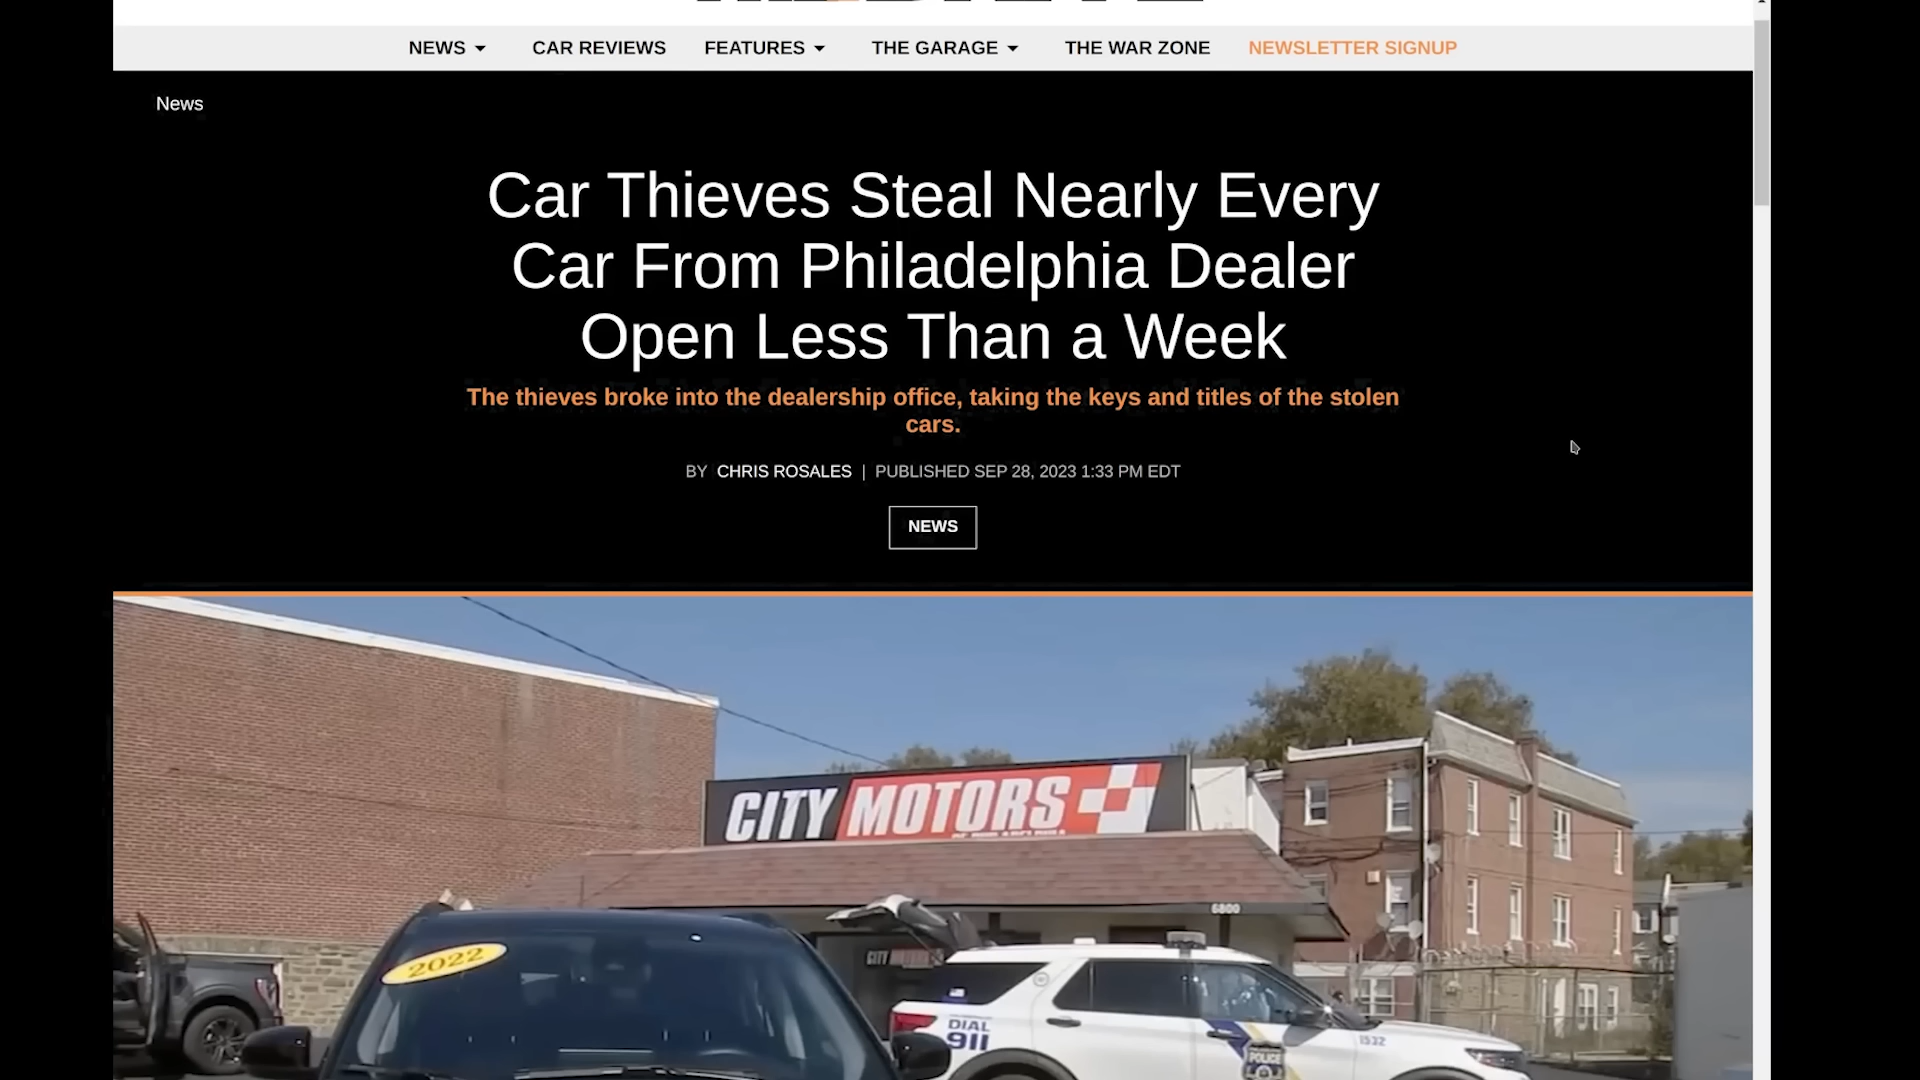 NEWS CAR REVIEWS FEATURES THE GARAGE THE WAR ZONE NEWSLETTER SIGNUP
News
Car Thieves Steal Nearly Every
Car From Philadelphia Dealer
Open Less Than a Week
The thieves broke into the dealership office, taking the keys and titles of the stolen
cars.
BY CHRIS ROSALES | PUBLISHED SEP 28, 2023 1:33 PM EDT
NEWS
CITY MOTORS
6800
CITY
2022
DIAL
911
1532
POLICE